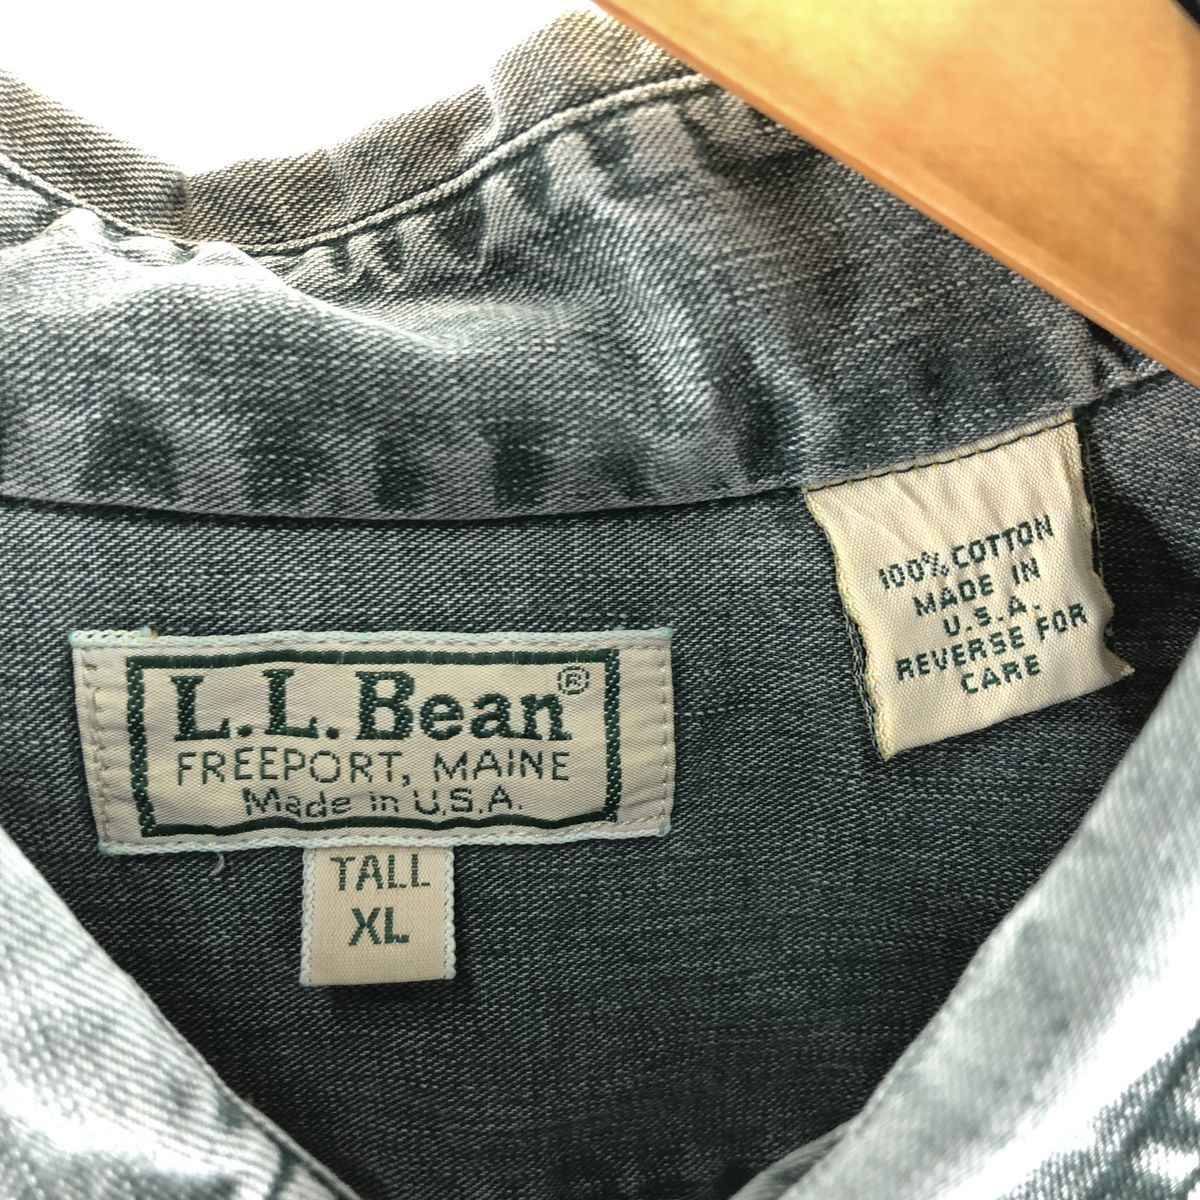 L.L.Bean®
FREEPORT, MAINE
Made in U.S.A.
TALL
XL
100% COTTON
MADE IN
U.S.A.
REVERSE FOR
CARE